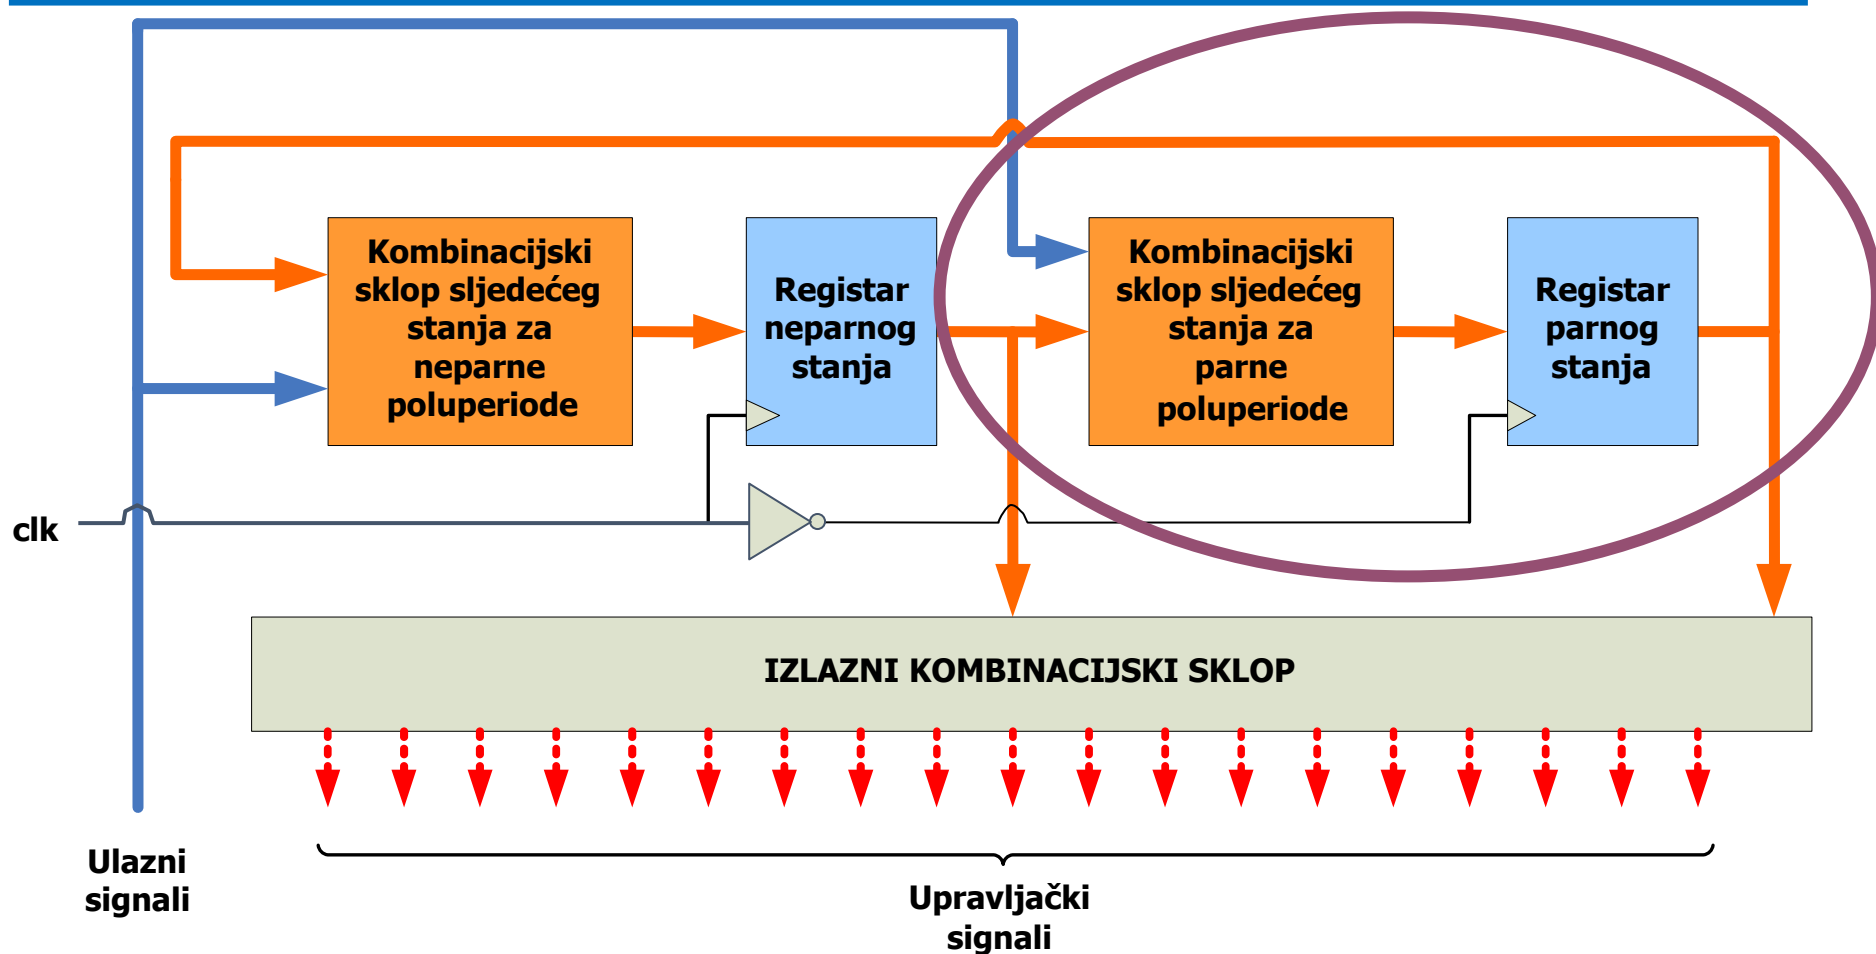 Kombinacijski
sklop sljedećeg
stanja za
neparne
poluperiode
Registar
neparnog
stanja
Kombinacijski
sklop sljedećeg
stanja za
parne
poluperiode
Registar
parnog
stanja
clk
IZLAZNI KOMBINACIJSKI SKLOP
Ulazni
signali
Upravljački
signali